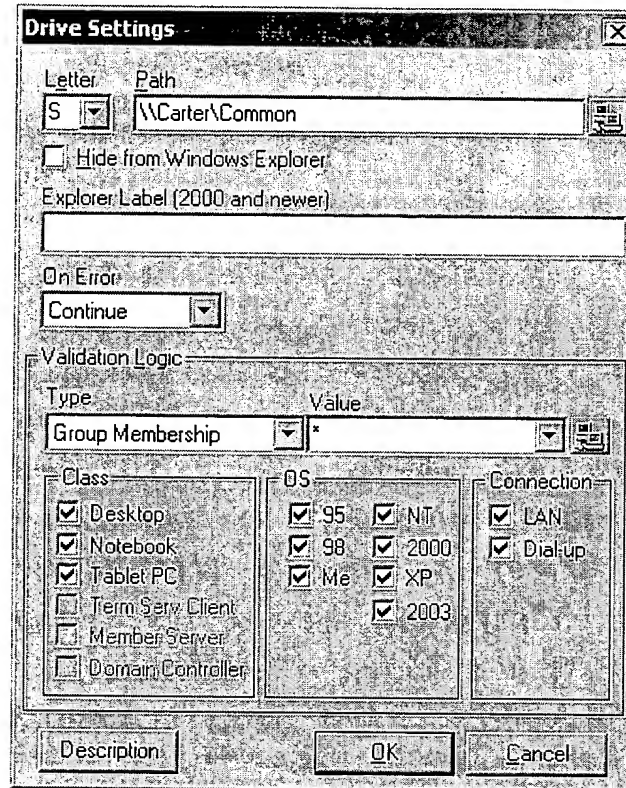 Drive Settings
Letter Path
S \\Carter\Common
Hide from Windows Explorer
Explorer Label (2000 and newer)
On Error
Continue
Validation Logic
Type Value
Group Membership *
Class OS Connection
Desktop 95 NT LAN
Notebook 98 2000 Dial-up
Tablet PC Me XP
Term Serv Client 2003
Member Server
Domain Controller
Description OK Cancel